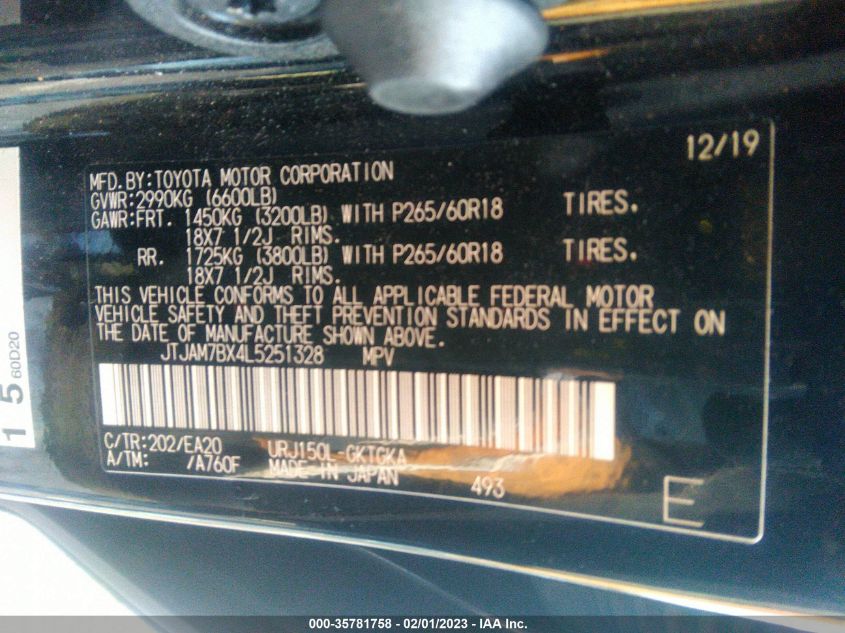 12/19
MFD.BY:TOYOTA MOTOR CORPORATION
GVWR:2990KG (6600LB)
GAWR:FRT. 1450KG (3200LB) WITH P265/60R18 TIRES.
18X7 1/2J RIMS.
RR. 1725KG (3800LB) WITH P265/60R18 TIRES.
18X7 1/2J RIMS.
THIS VEHICLE CONFORMS TO ALL APPLICABLE FEDERAL MOTOR
VEHICLE SAFETY AND THEFT PREVENTION STANDARDS IN EFFECT ON
THE DATE OF MANUFACTURE SHOWN ABOVE.
JTJAM7BX4L5251328 MPV
C/TR:202/EA20 URJ150L-GKTGKA
A/TM: /A760F MADE IN JAPAN 493
E
1 5 60D20
000-35781758 - 02/01/2023 - IAA Inc.